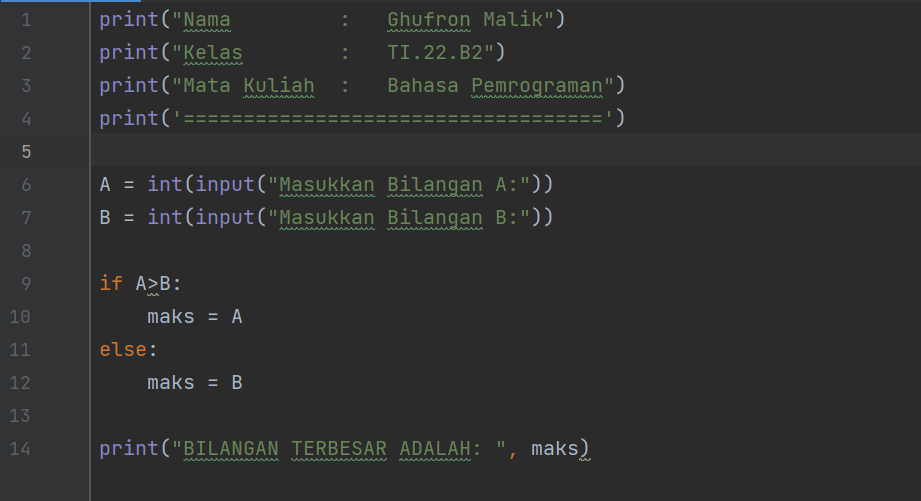 1 print("Nama         :   Ghufron Malik")
2 print("Kelas        :   TI.22.B2")
3 print("Mata Kuliah  :   Bahasa Pemrograman")
4 print('===================================')
5
6 A = int(input("Masukkan Bilangan A:"))
7 B = int(input("Masukkan Bilangan B:"))
8
9 if A>B:
10     maks = A
11 else:
12     maks = B
13
14 print("BILANGAN TERBESAR ADALAH: ", maks)